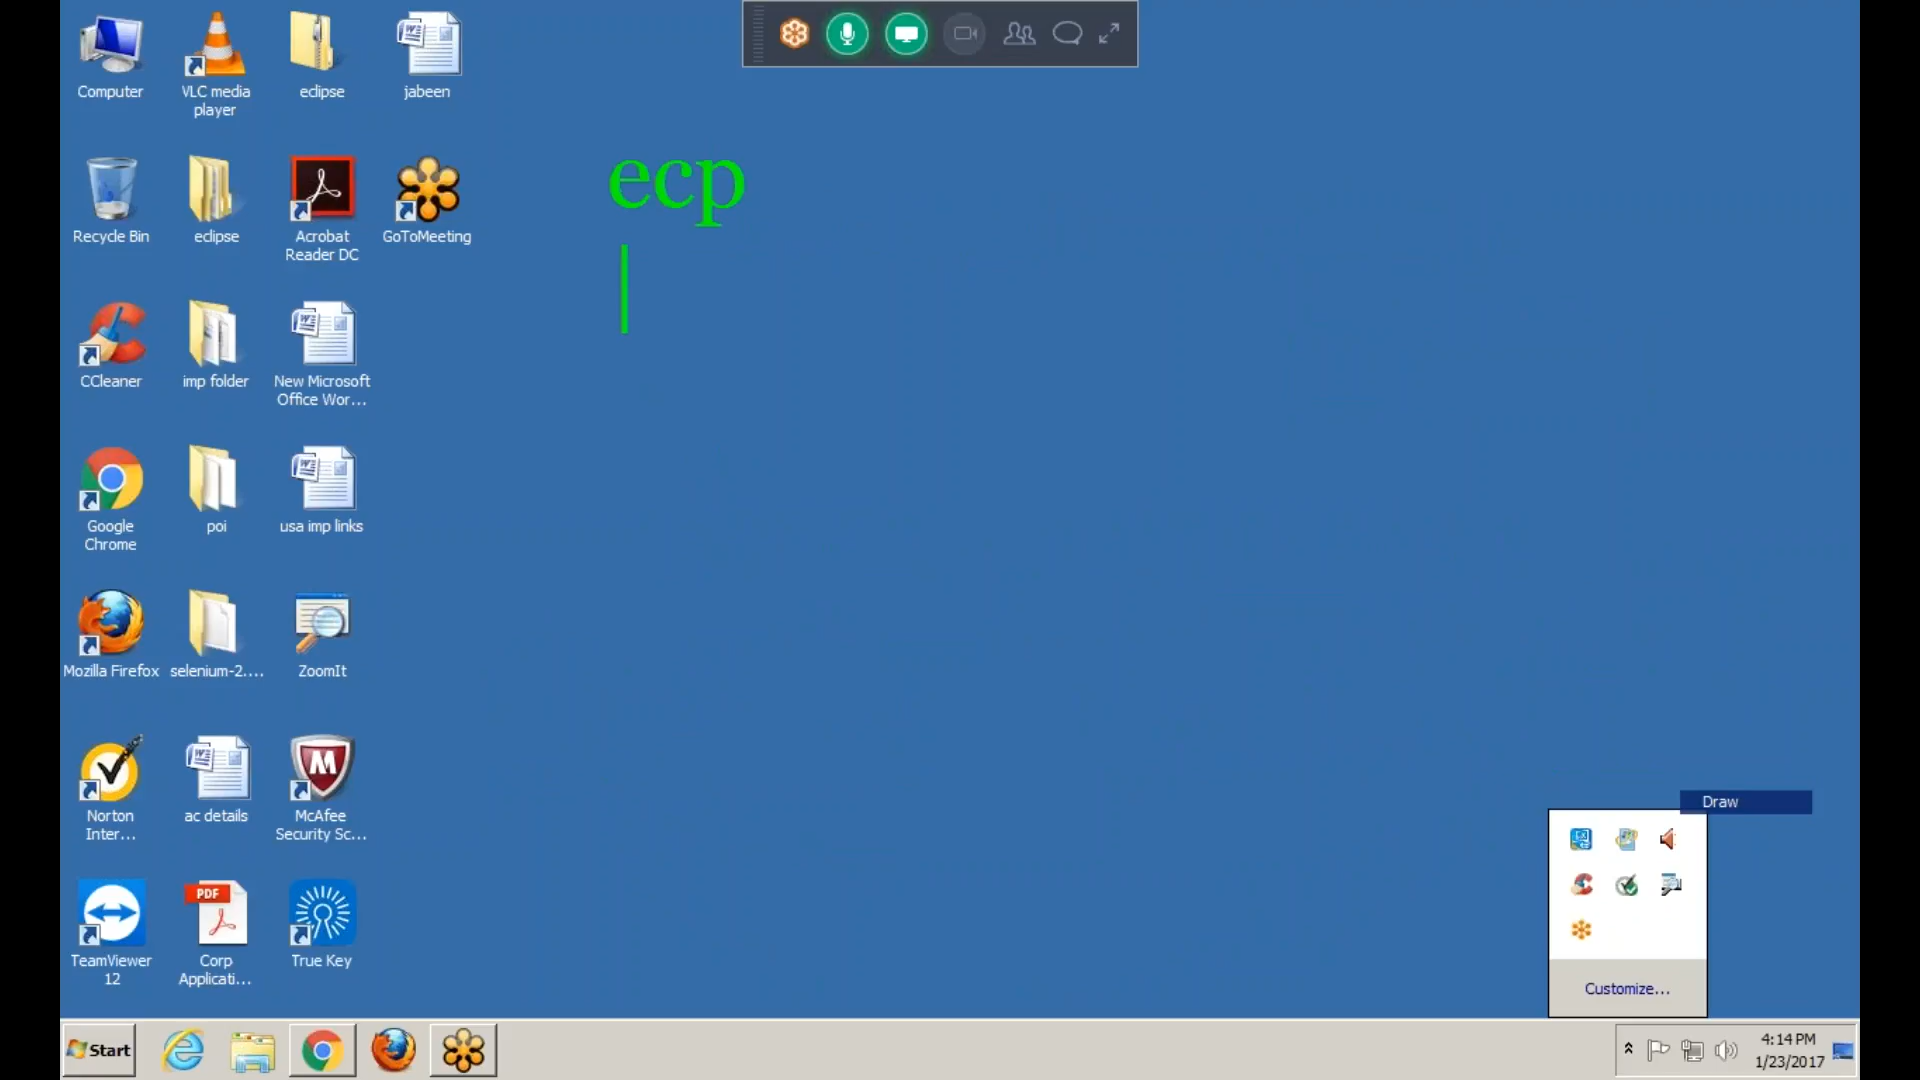 Computer
VLC media
player
eclipse
jabeen
ecp
Recycle Bin
eclipse
Acrobat
Reader DC
GoToMeeting
CCleaner
imp folder
New Microsoft
Office Wor...
Google
Chrome
poi
usa imp links
Mozilla Firefox
selenium-2....
ZoomIt
Norton
Inter...
ac details
McAfee
Security Sc...
PDF
TeamViewer
12
Corp
Applicati...
True Key
Draw
Customize...
Start
4:14 PM
1/23/2017